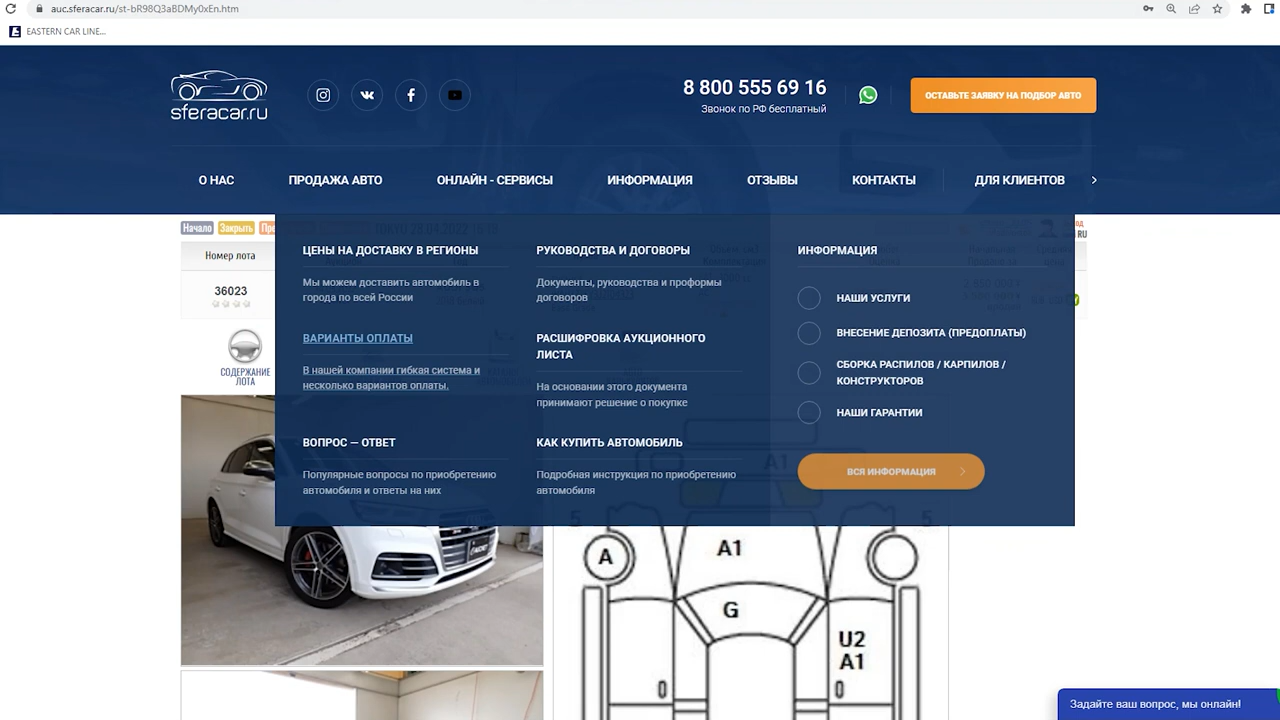 auc.sferacar.ru/st-bR98Q3aBDMy0xEn.htm
EASTERN CAR LINE...
sferacar.ru
8 800 555 69 16
Звонок по РФ бесплатный
ОСТАВЬТЕ ЗАЯВКУ НА ПОДБОР АВТО
О НАС
ПРОДАЖА АВТО
ОНЛАЙН - СЕРВИСЫ
ИНФОРМАЦИЯ
ОТЗЫВЫ
КОНТАКТЫ
ДЛЯ КЛИЕНТОВ
Начало Закрыть
RU
Номер лота
36023
СОДЕРЖАНИЕ
ЛОТА
ЦЕНЫ НА ДОСТАВКУ В РЕГИОНЫ
Мы можем доставить автомобиль в
города по всей России
ВАРИАНТЫ ОПЛАТЫ
В нашей компании гибкая система и
несколько вариантов оплаты.
ВОПРОС — ОТВЕТ
Популярные вопросы по приобретению
автомобиля и ответы на них
РУКОВОДСТВА И ДОГОВОРЫ
Документы, руководства и проформы
договоров
РАСШИФРОВКА АУКЦИОННОГО
ЛИСТА
На основании этого документа
принимают решение о покупке
КАК КУПИТЬ АВТОМОБИЛЬ
Подробная инструкция по приобретению
автомобиля
ИНФОРМАЦИЯ
НАШИ УСЛУГИ
ВНЕСЕНИЕ ДЕПОЗИТА (ПРЕДОПЛАТЫ)
СБОРКА РАСПИЛОВ / КАРПИЛОВ /
КОНСТРУКТОРОВ
НАШИ ГАРАНТИИ
ВСЯ ИНФОРМАЦИЯ
A1
5
5
A
A1
G
U2
A1
Задайте ваш вопрос, мы онлайн!